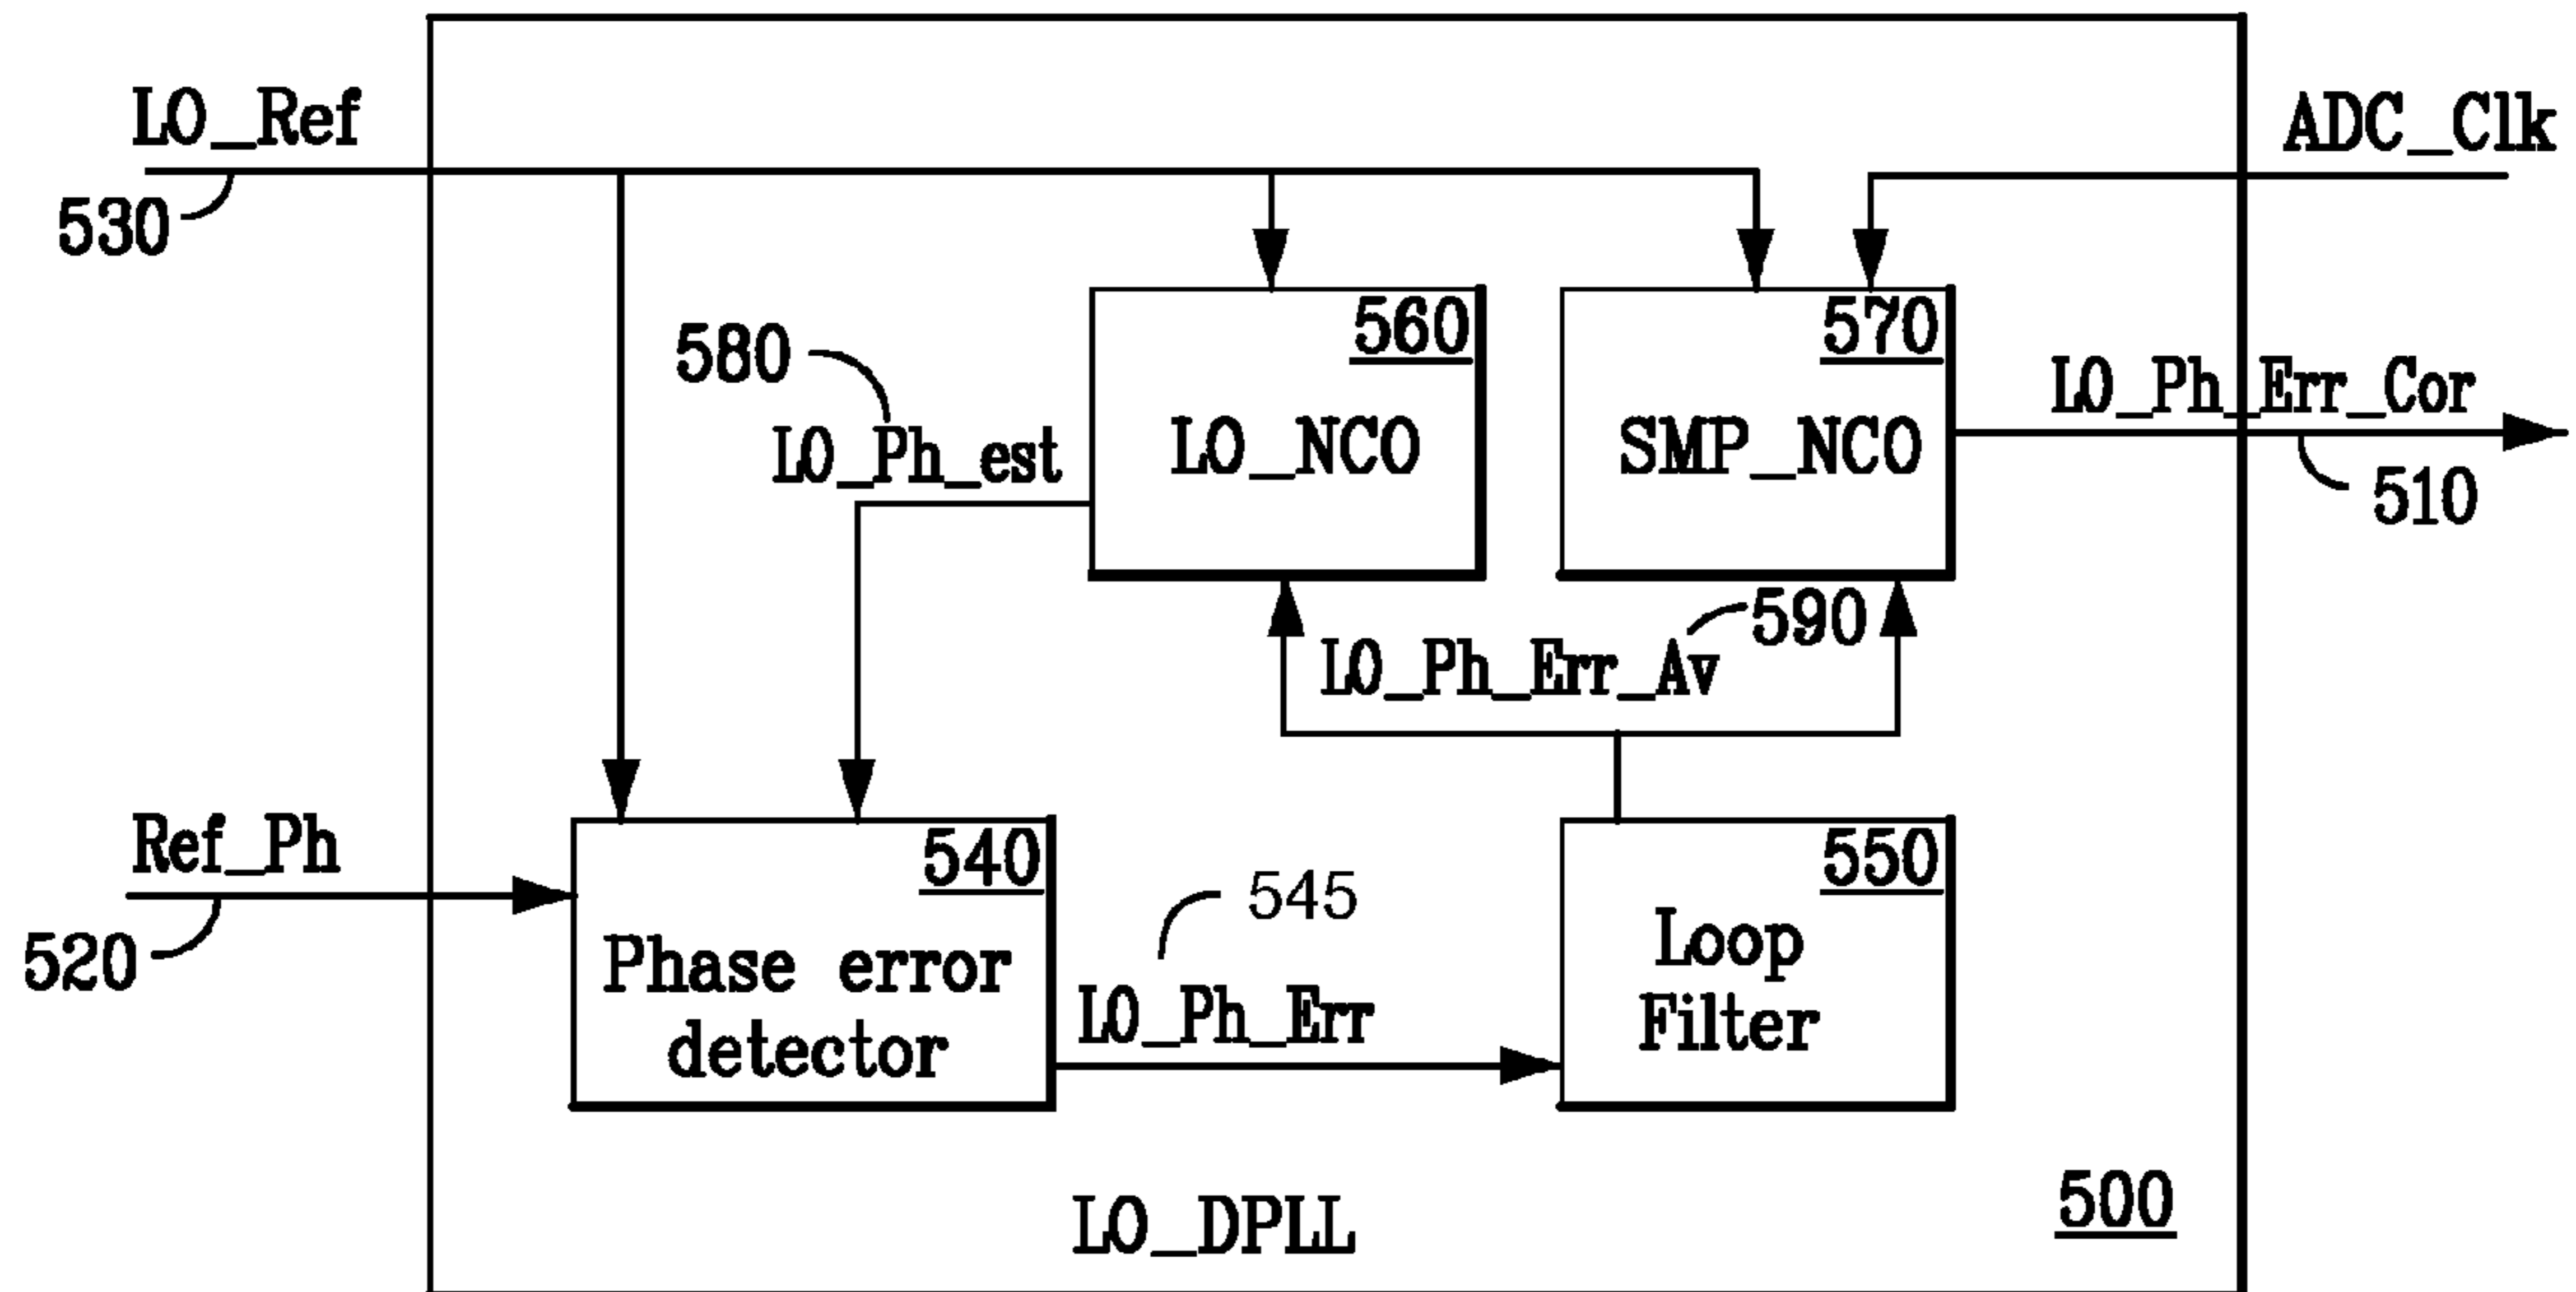 LO_Ref
ADC_Clk
530
560
570
580
LO_Ph_Err_Cor
LO_Ph_est
LO_NCO
SMP_NCO
510
590
LO_Ph_Err_Av
Ref_Ph
540
545
550
520
Phase error
detector
LO_Ph_Err
Loop
Filter
LO_DPLL
500